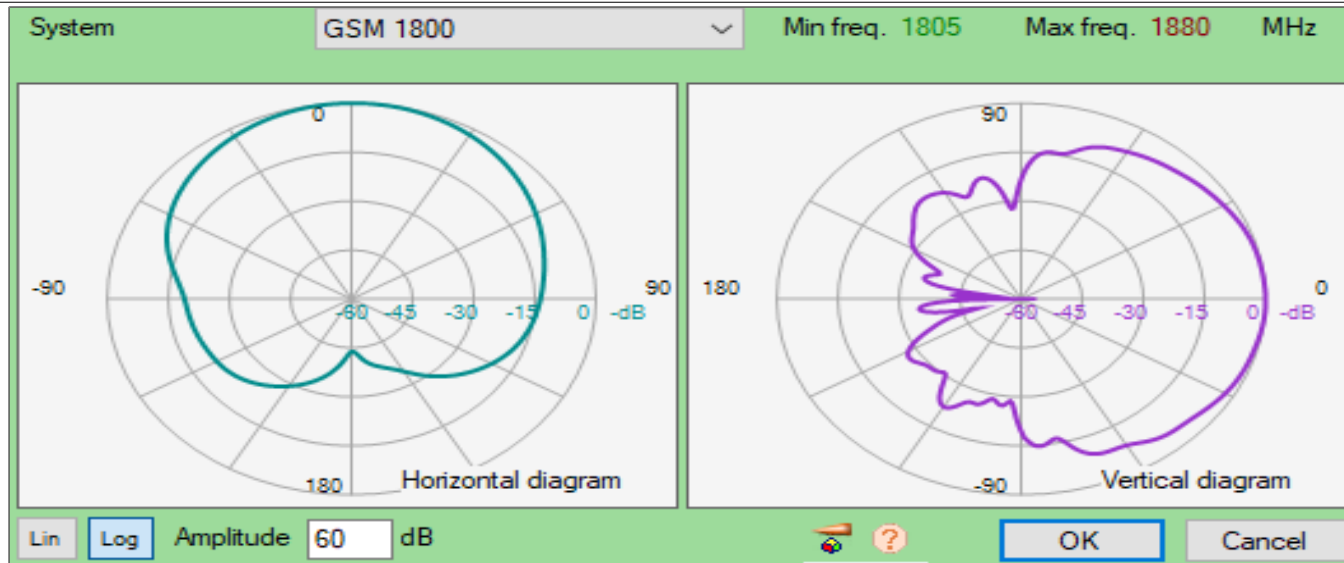 System GSM 1800 Min freq. 1805 Max freq. 1880 MHz
0
-90 90
-60 -45 -30 -15 0 -dB
180
Horizontal diagram
90
180 0
-60 -45 -30 -15 0 -dB
-90
Vertical diagram
Lin Log Amplitude 60 dB ? OK Cancel